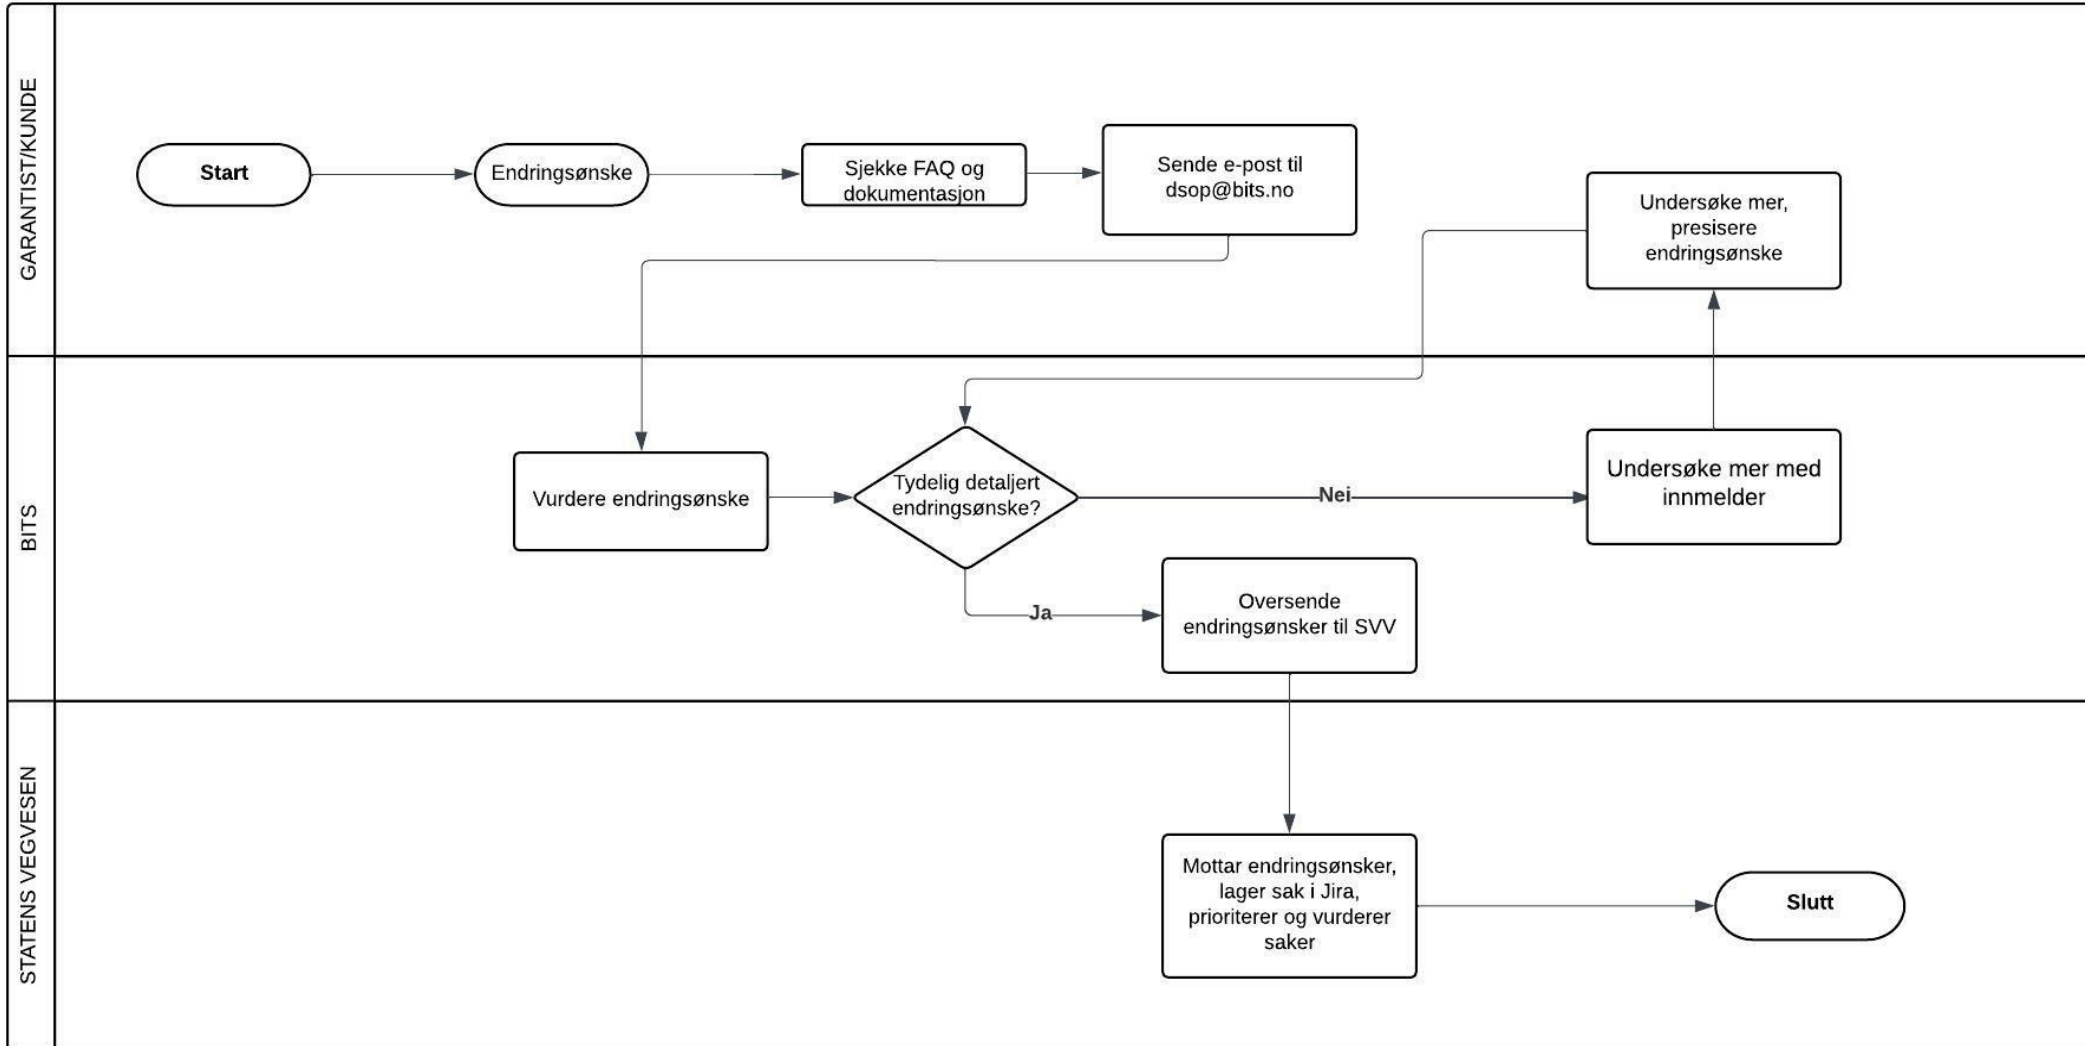 GARANTIST/KUNDE
Start
Endringsønske
Sjekke FAQ og
dokumentasjon
Sende e-post til
dsop@bits.no
Undersøke mer,
presisere
endringsønske
BITS
Vurdere endringsønske
Tydelig detaljert
endringsønske?
Nei
Undersøke mer med
innmelder
Ja
Oversende
endringsønsker til SVV
STATENS VEGVESEN
Mottar endringsønsker,
lager sak i Jira,
prioriterer og vurderer
saker
Slutt